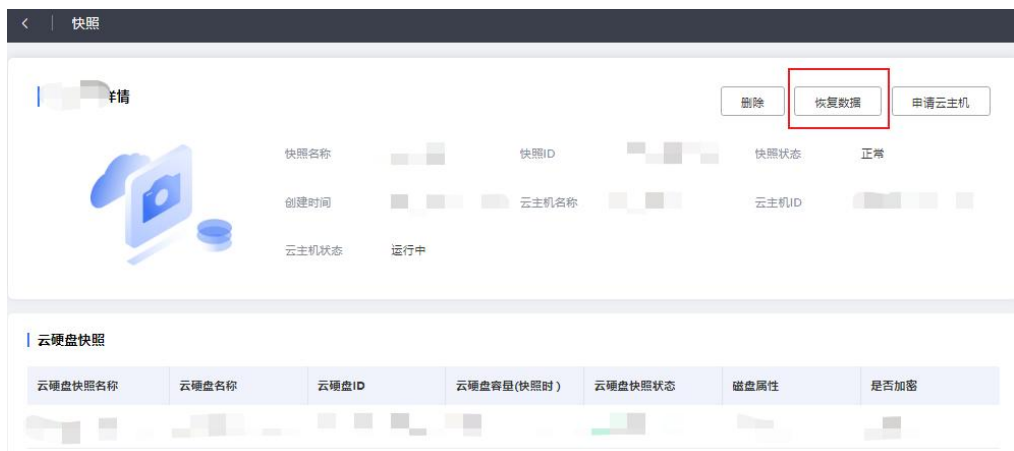 快照
详情
删除 恢复数据 申请云主机
快照名称 快照ID 快照状态 正常
创建时间 云主机名称 云主机ID
云主机状态 运行中
云硬盘快照
云硬盘快照名称 云硬盘名称 云硬盘ID 云硬盘容量(快照时) 云硬盘快照状态 磁盘属性 是否加密